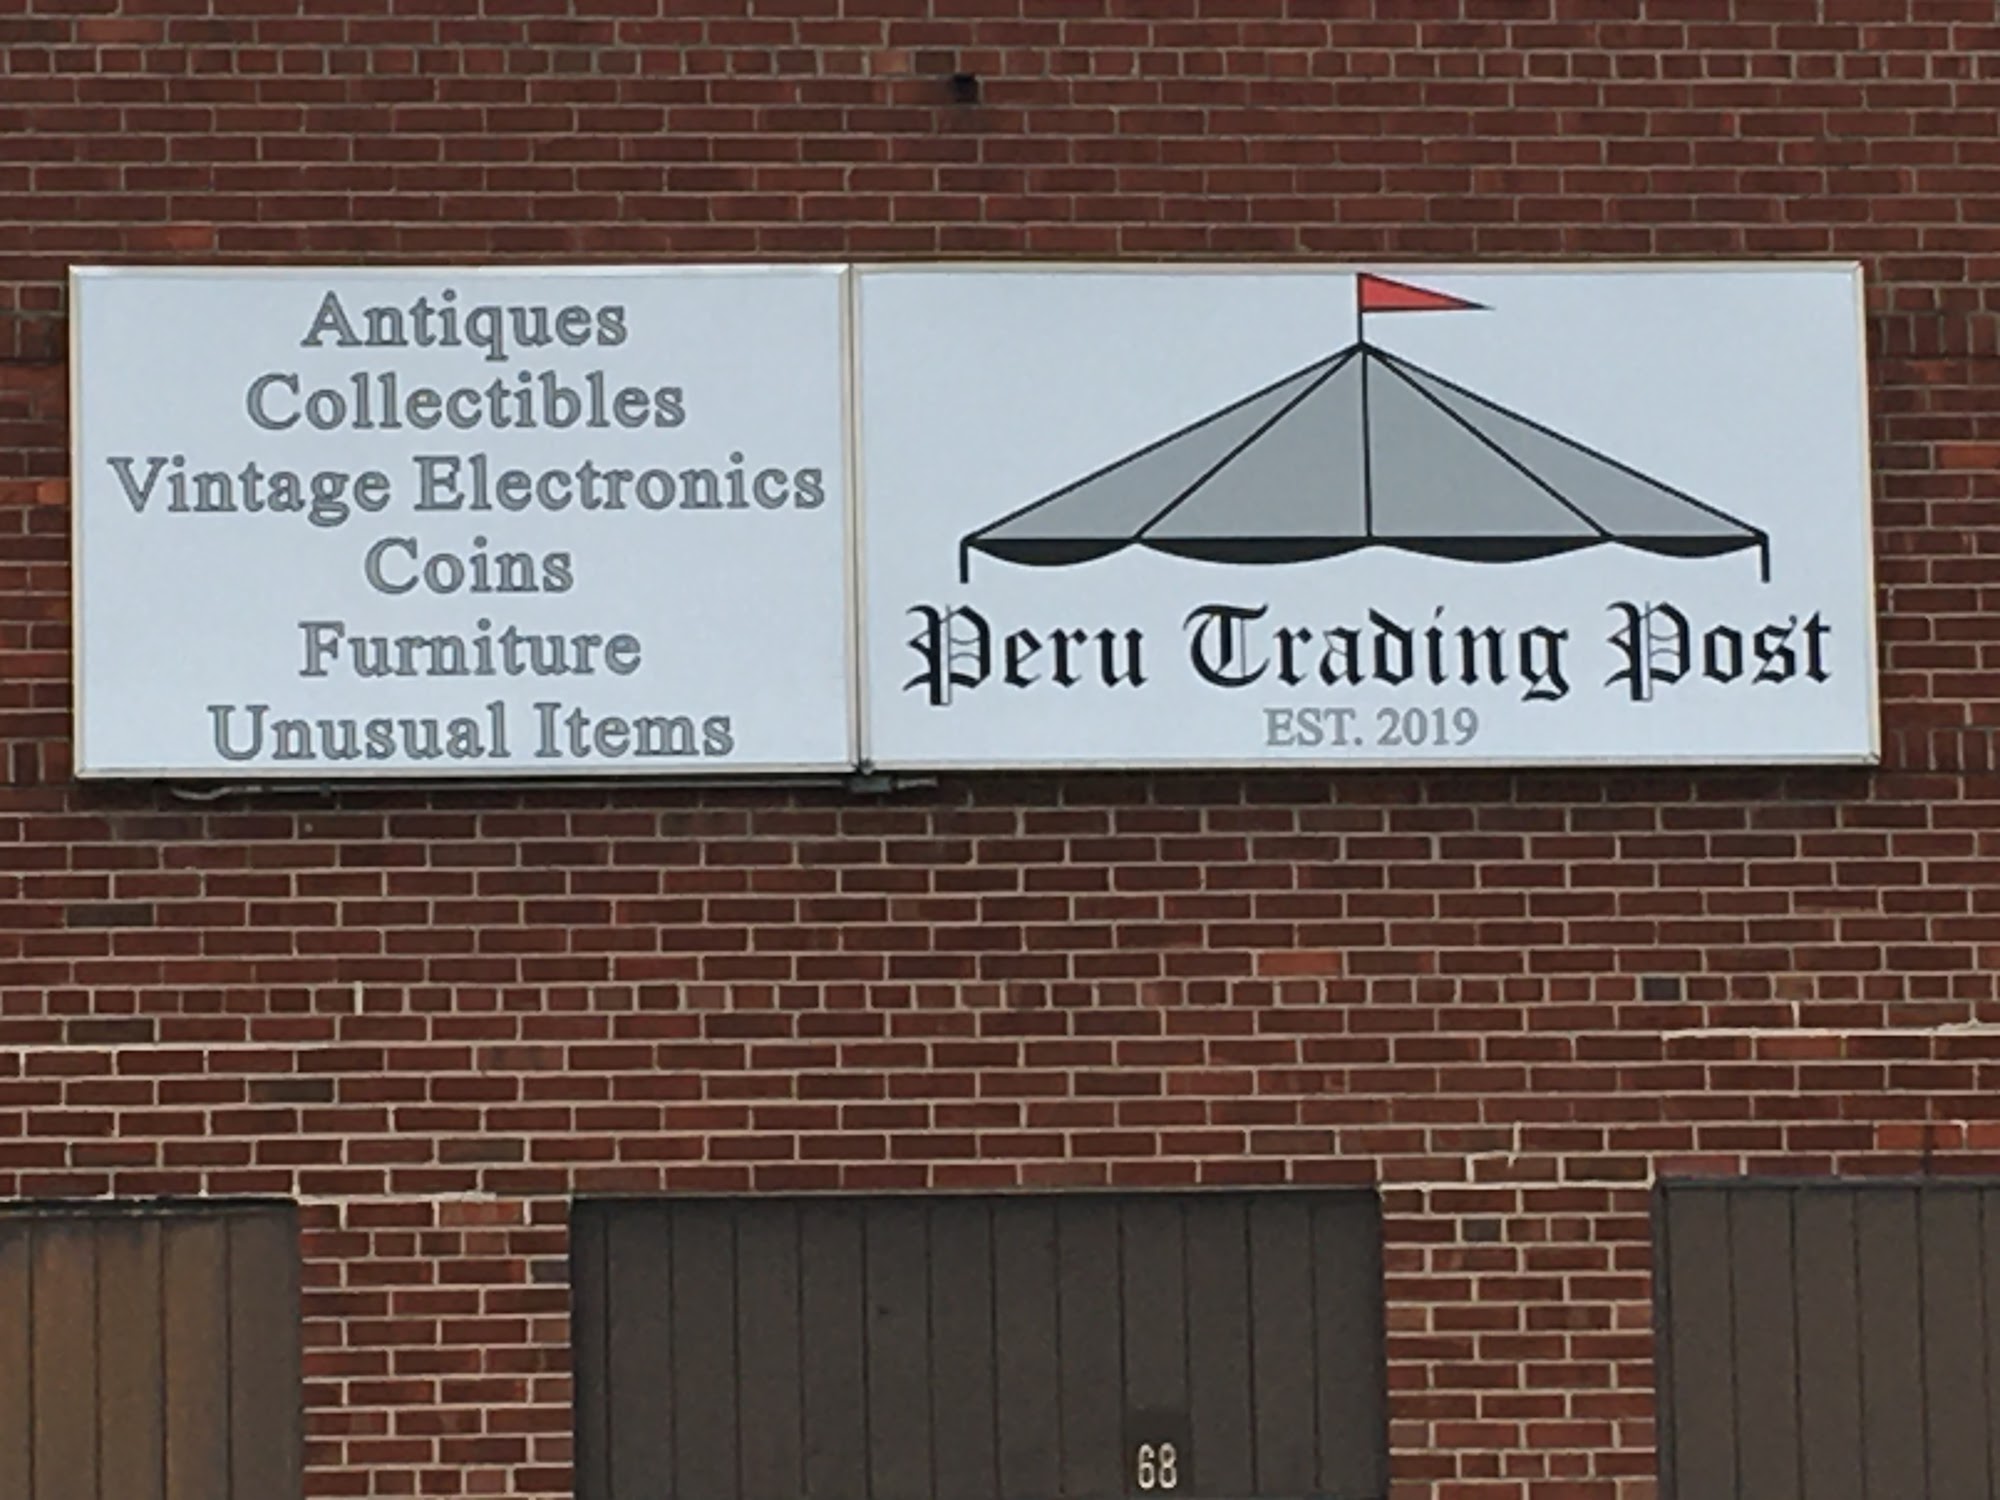 Antiques
Collectibles
Vintage Electronics
Coins
Furniture
Unusual Items
Peru Trading Post
EST. 2019
68